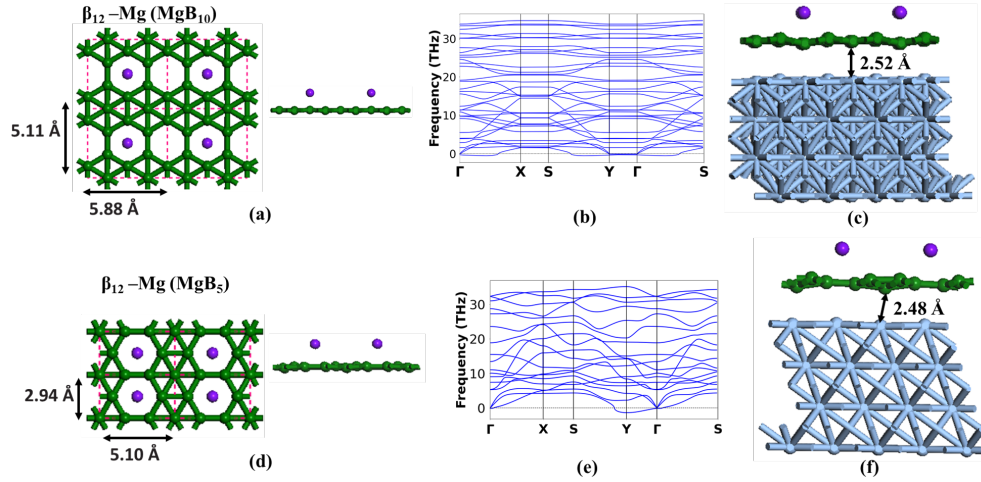 β12 –Mg (MgB10)
5.11 Å
5.88 Å
(a)
Frequency (THz)
30
20
10
0
Γ X S Y Γ S
(b)
2.52 Å
(c)
β12 –Mg (MgB5)
2.94 Å
5.10 Å
(d)
Frequency (THz)
30
20
10
0
Γ X S Y Γ S
(e)
2.48 Å
(f)